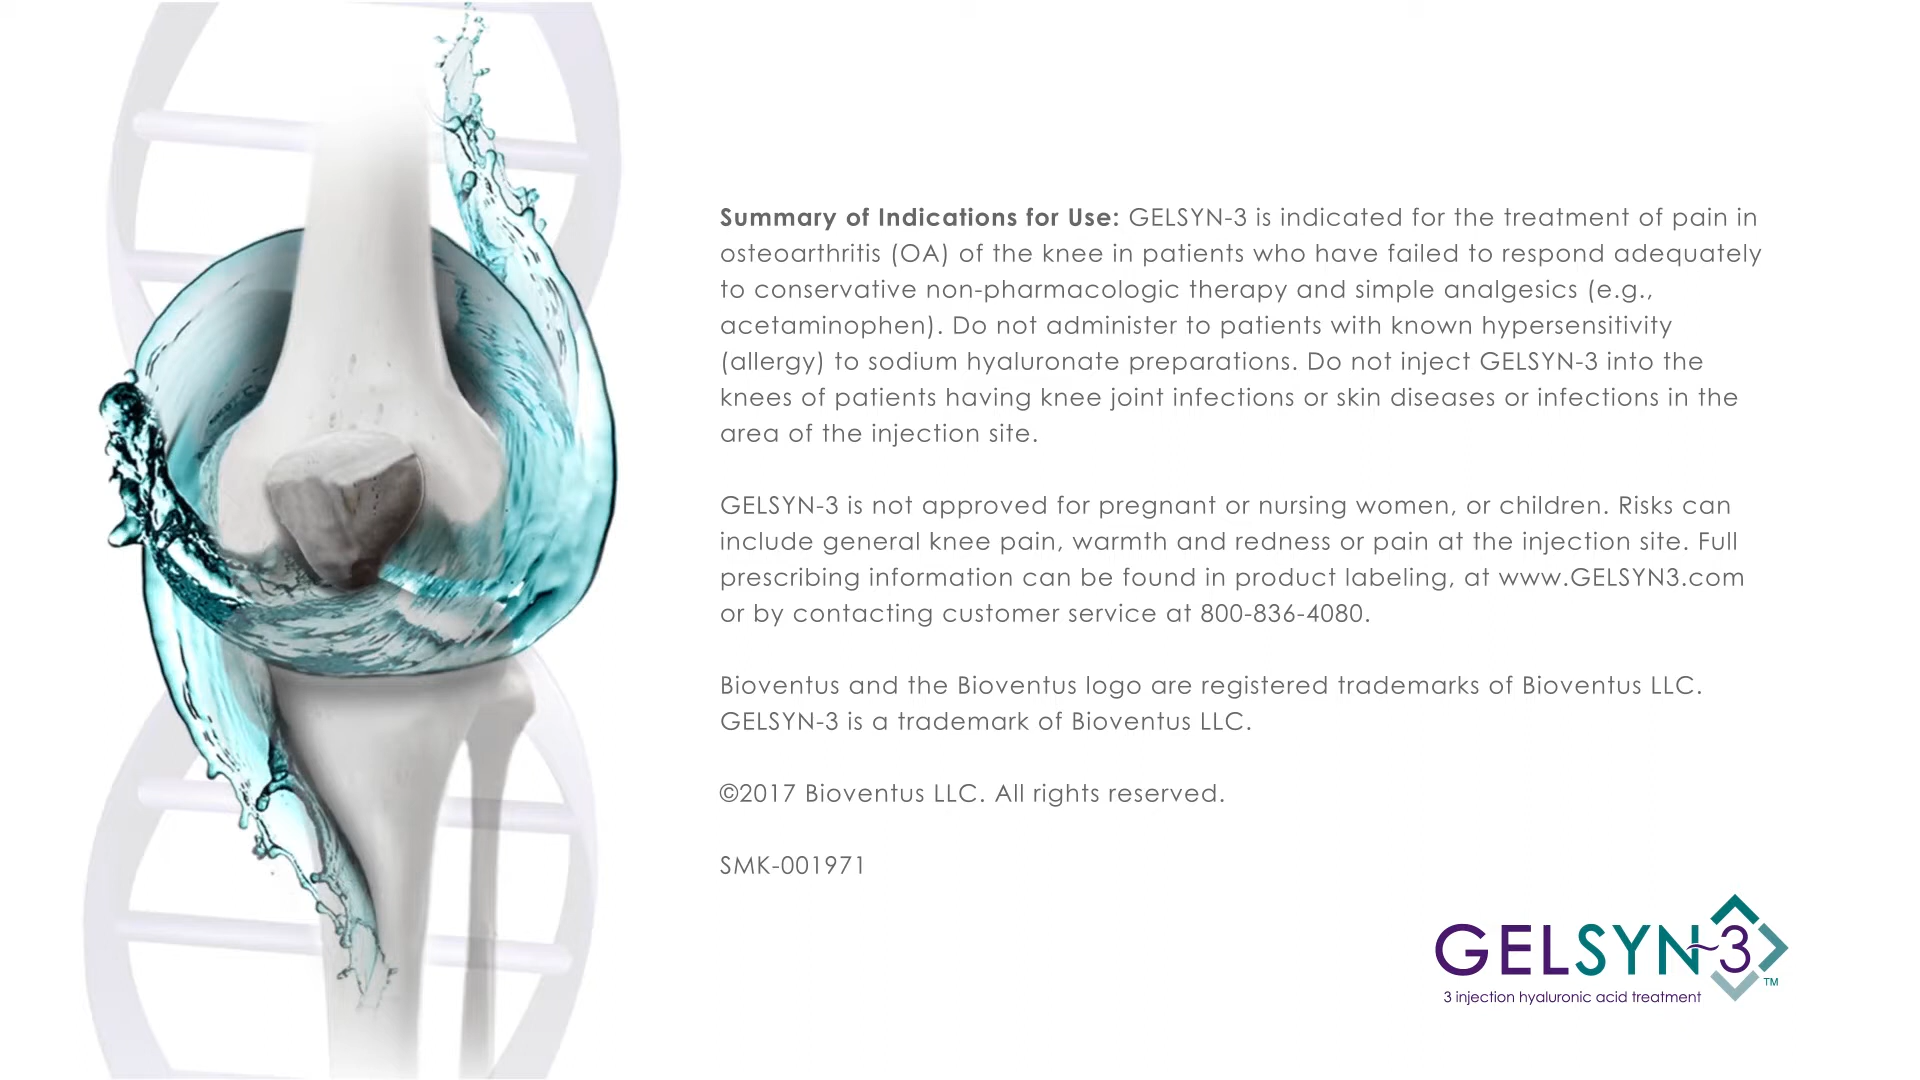 Summary of Indications for Use: GELSYN-3 is indicated for the treatment of pain in
osteoarthritis (OA) of the knee in patients who have failed to respond adequately
to conservative non-pharmacologic therapy and simple analgesics (e.g.,
acetaminophen). Do not administer to patients with known hypersensitivity
(allergy) to sodium hyaluronate preparations. Do not inject GELSYN-3 into the
knees of patients having knee joint infections or skin diseases or infections in the
area of the injection site.
GELSYN-3 is not approved for pregnant or nursing women, or children. Risks can
include general knee pain, warmth and redness or pain at the injection site. Full
prescribing information can be found in product labeling, at www.GELSYN3.com
or by contacting customer service at 800-836-4080.
Bioventus and the Bioventus logo are registered trademarks of Bioventus LLC.
GELSYN-3 is a trademark of Bioventus LLC.
©2017 Bioventus LLC. All rights reserved.
SMK-001971
GELSYN~3 ™
3 injection hyaluronic acid treatment